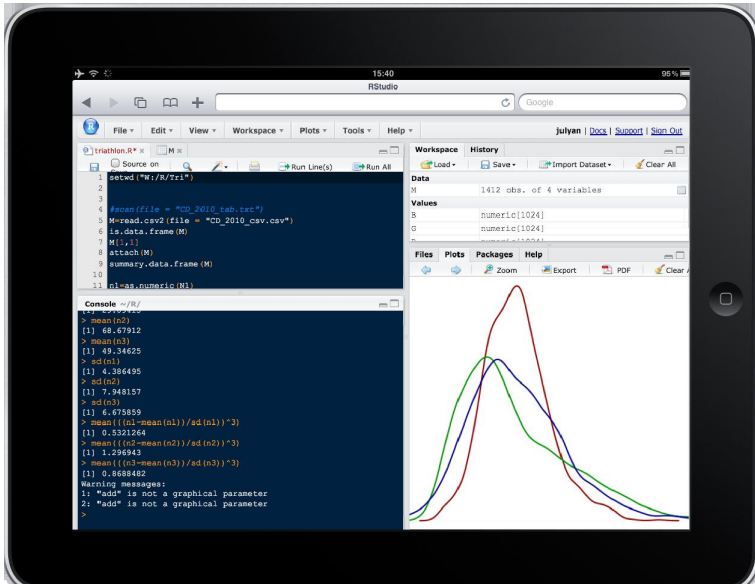 15:40
95%
RStudio
Google
File Edit View Workspace Plots Tools Help
julyan | Docs | Support | Sign Out
triathlon.R* M
Source on
Run Line(s) Run All
1 setwd("W:/R/Tri")
2
3
4 #scan(file = "CD_2010_tab.txt")
5 M=read.csv2(file = "CD_2010_csv.csv")
6 is.data.frame(M)
7 M[1,1]
8 attach(M)
9 summary.data.frame(M)
10
11 n1=as.numeric(N1)
Console ~/R/
> mean(n2)
[1] 68.67912
> mean(n3)
[1] 49.34625
> sd(n1)
[1] 4.386495
> sd(n2)
[1] 7.948157
> sd(n3)
[1] 6.675859
> mean(((n1-mean(n1))/sd(n1))^3)
[1] 0.5321264
> mean(((n2-mean(n2))/sd(n2))^3)
[1] 1.296943
> mean(((n3-mean(n3))/sd(n3))^3)
[1] 0.8688482
Warning messages:
1: "add" is not a graphical parameter
2: "add" is not a graphical parameter
>
Workspace History
Load Save Import Dataset Clear All
Data
M 1412 obs. of 4 variables
Values
B numeric[1024]
G numeric[1024]
Files Plots Packages Help
Zoom Export PDF Clear